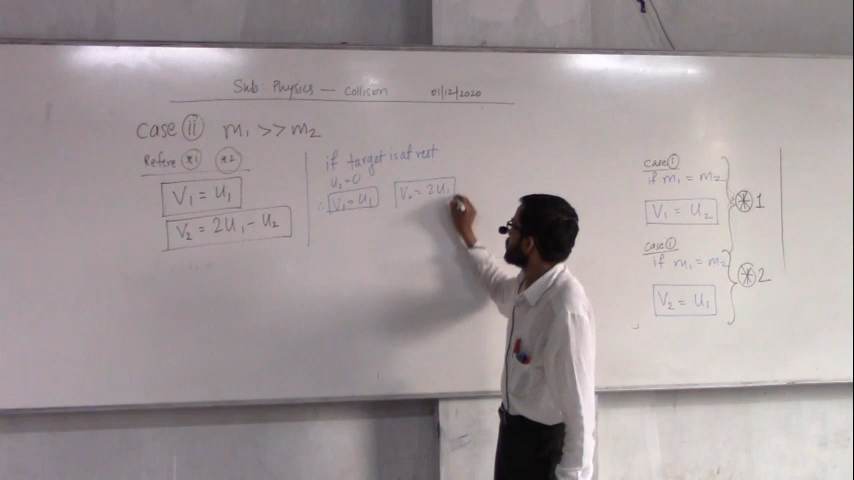 Sub: Physics — Collison 01/12/2020
Case ii m₁ >> m₂
Refere *1 *2
V₁ = U₁
V₂ = 2U₁ - U₂
if target is at rest
U₂=0
∴ V₁ = U₁ V₂ = 2U₁
Case i
if m₁ = m₂
V₁ = U₂
* 1
Case i
if m₁ = m₂
V₂ = U₁
* 2